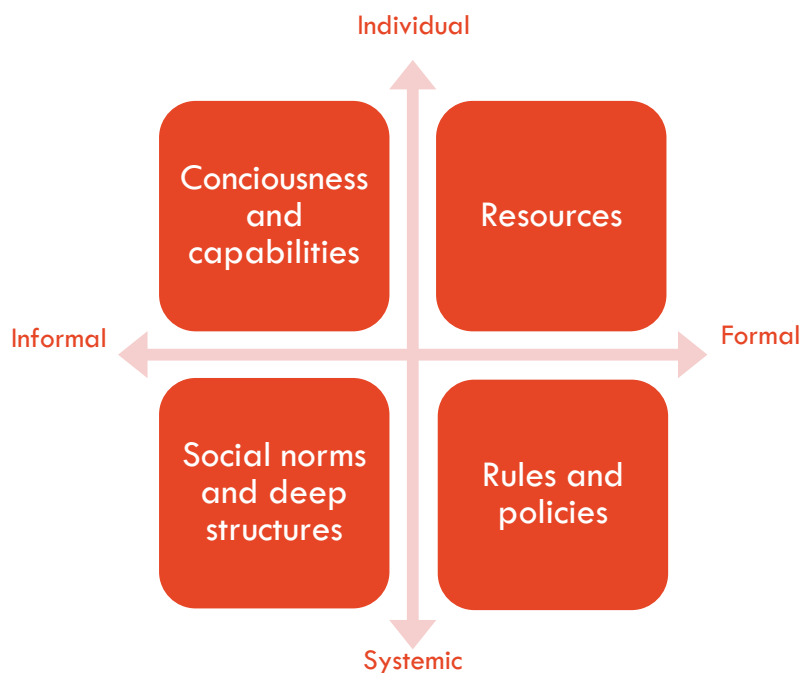 Individual
Conciousness
and
capabilities
Resources
Informal
Formal
Social norms
and deep
structures
Rules and
policies
Systemic